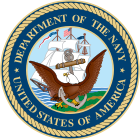 DEPARTMENT OF THE NAVY
UNITED STATES OF AMERICA